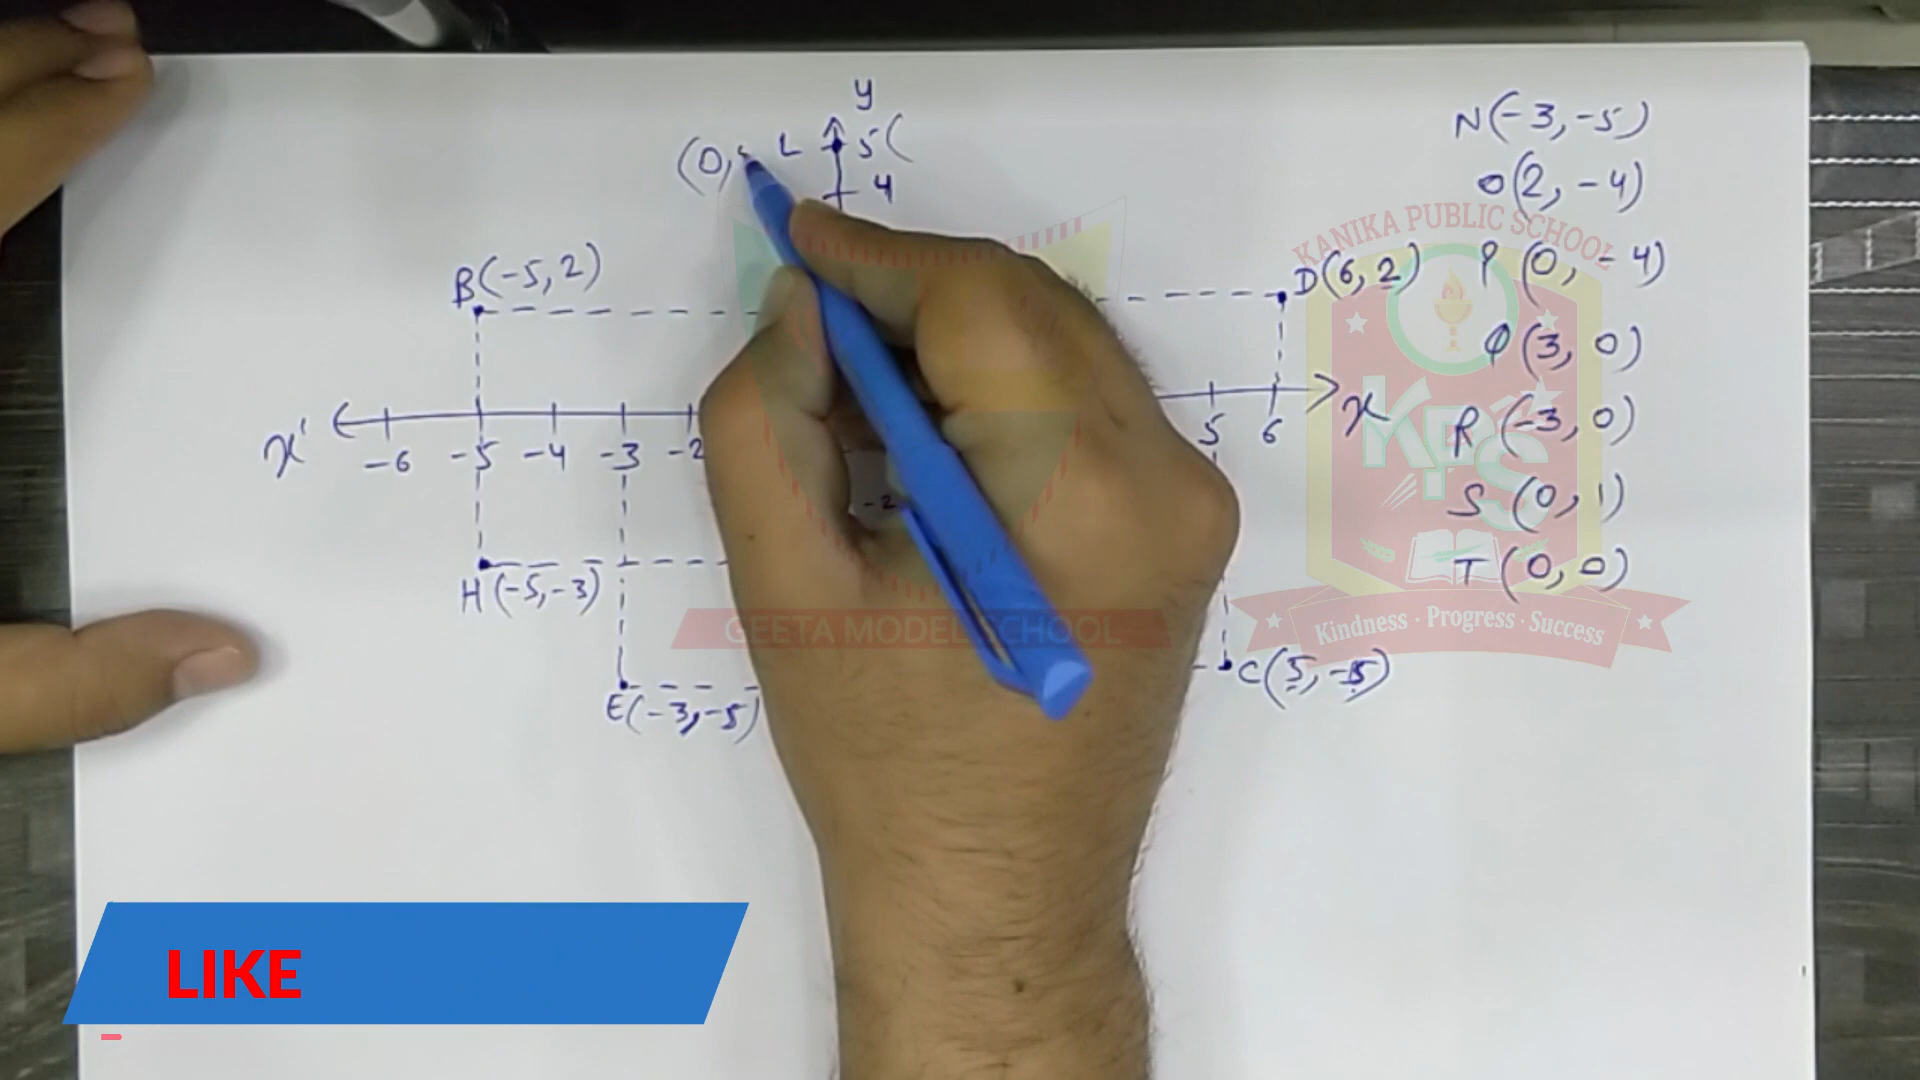 y
(0, L 5(
4
N(-3,-5)
O(2,-4)
P (0,-4)
Q (3, 0)
R (-3, 0)
S (0, 1)
T (0, 0)
B(-5,2)
D(6,2)
x' -6 -5 -4 -3 -2 5 6 x
-2
H(-5,-3)
E(-3,-5)
C(5,-5)
KANIKA PUBLIC SCHOOL
KPS
Kindness · Progress · Success
GEETA MODEL SCHOOL
LIKE